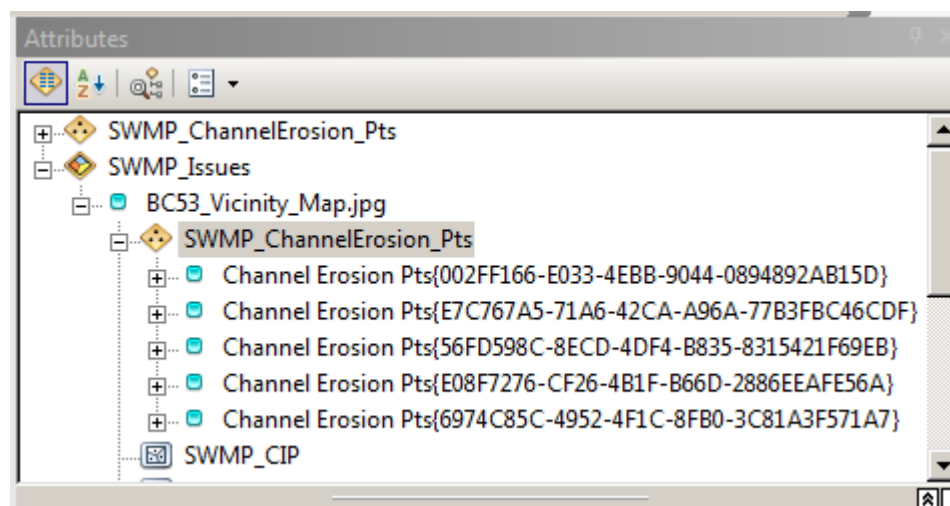 Attributes
SWMP_ChannelErosion_Pts
SWMP_Issues
BC53_Vicinity_Map.jpg
SWMP_ChannelErosion_Pts
Channel Erosion Pts{002FF166-E033-4EBB-9044-0894892AB15D}
Channel Erosion Pts{E7C767A5-71A6-42CA-A96A-77B3FBC46CDF}
Channel Erosion Pts{56FD598C-8ECD-4DF4-B835-8315421F69EB}
Channel Erosion Pts{E08F7276-CF26-4B1F-B66D-2886EEAFE56A}
Channel Erosion Pts{6974C85C-4952-4F1C-8FB0-3C81A3F571A7}
SWMP_CIP